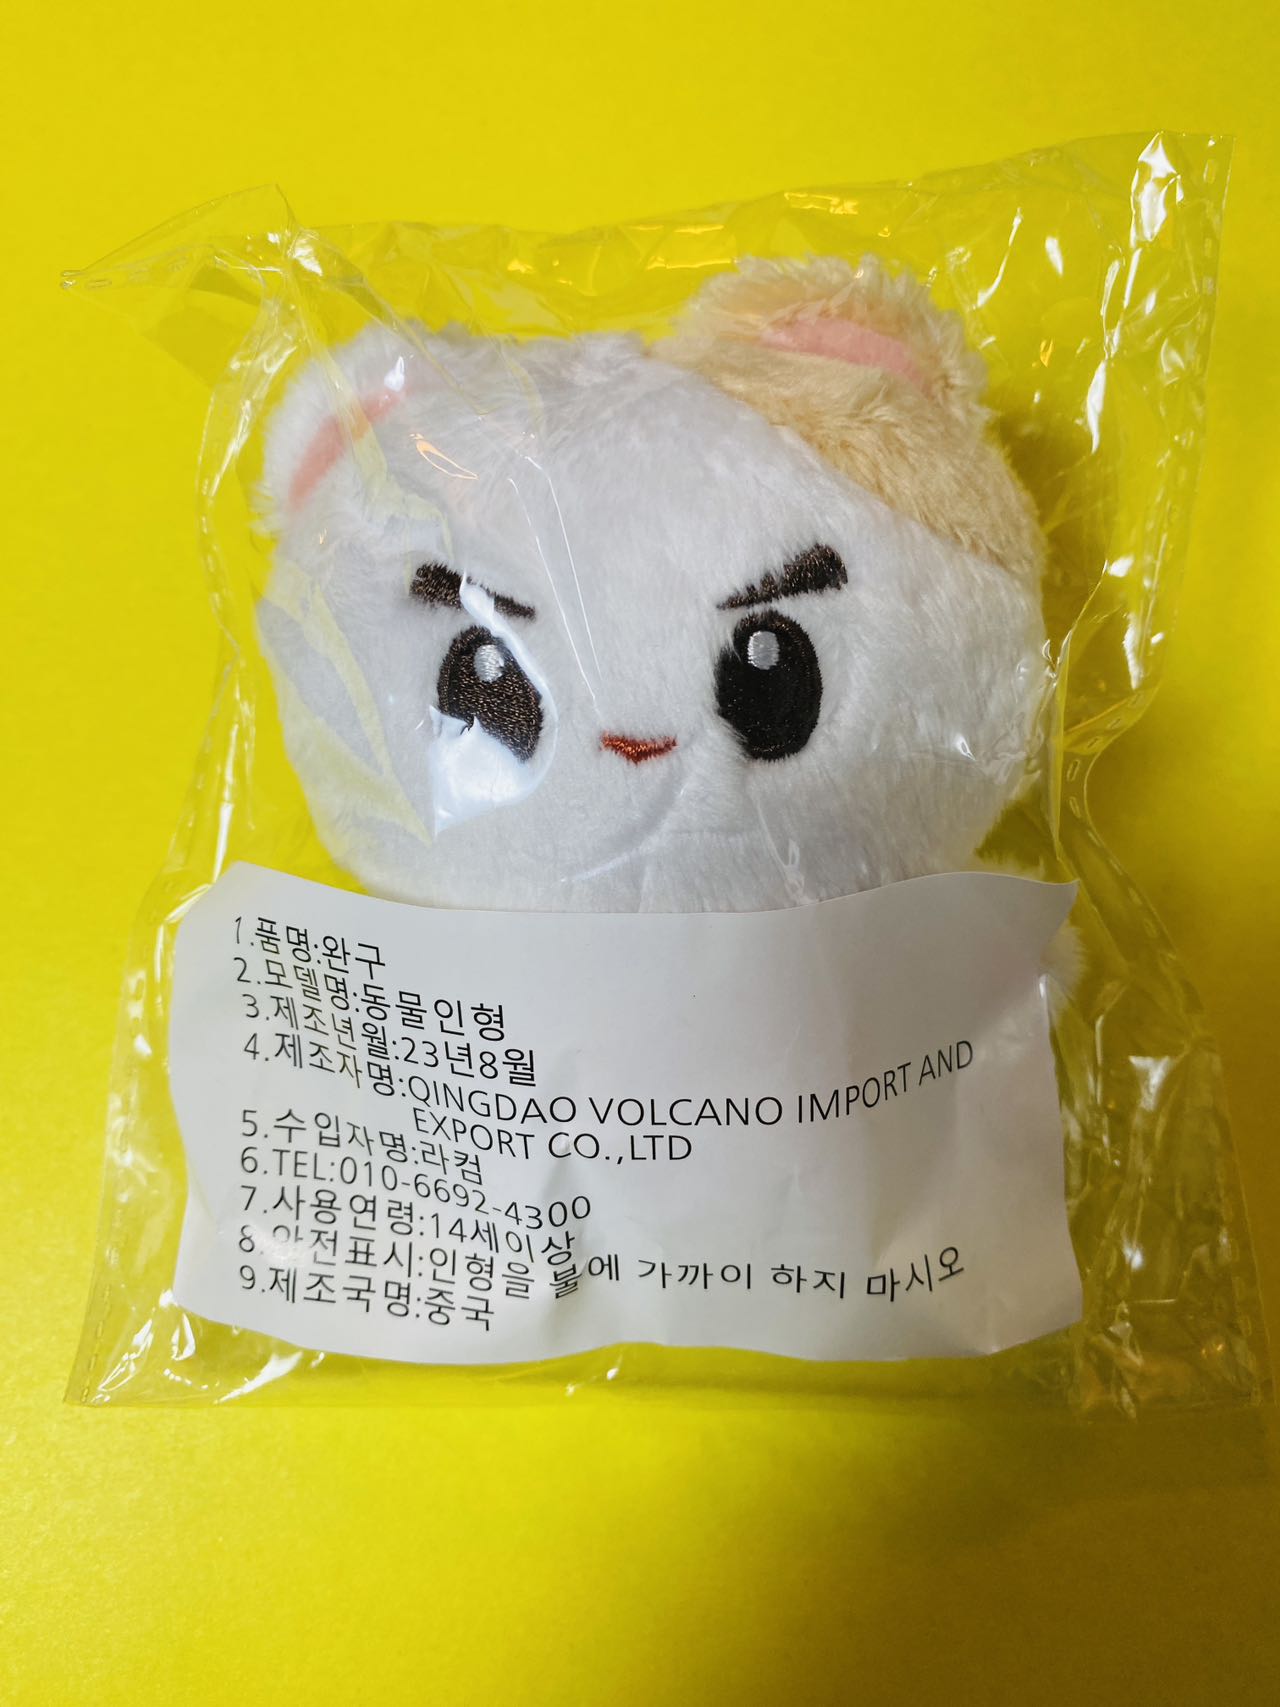 1.품명:완구
2.모델명:동물인형
3.제조년월:23년8월
4.제조자명:QINGDAO VOLCANO IMPORT AND
EXPORT CO.,LTD
5.수입자명:라컴
6.TEL:010-6692-4300
7.사용연령:14세이상
8.안전표시:인형을 불에 가까이 하지 마시오
9.제조국명:중국